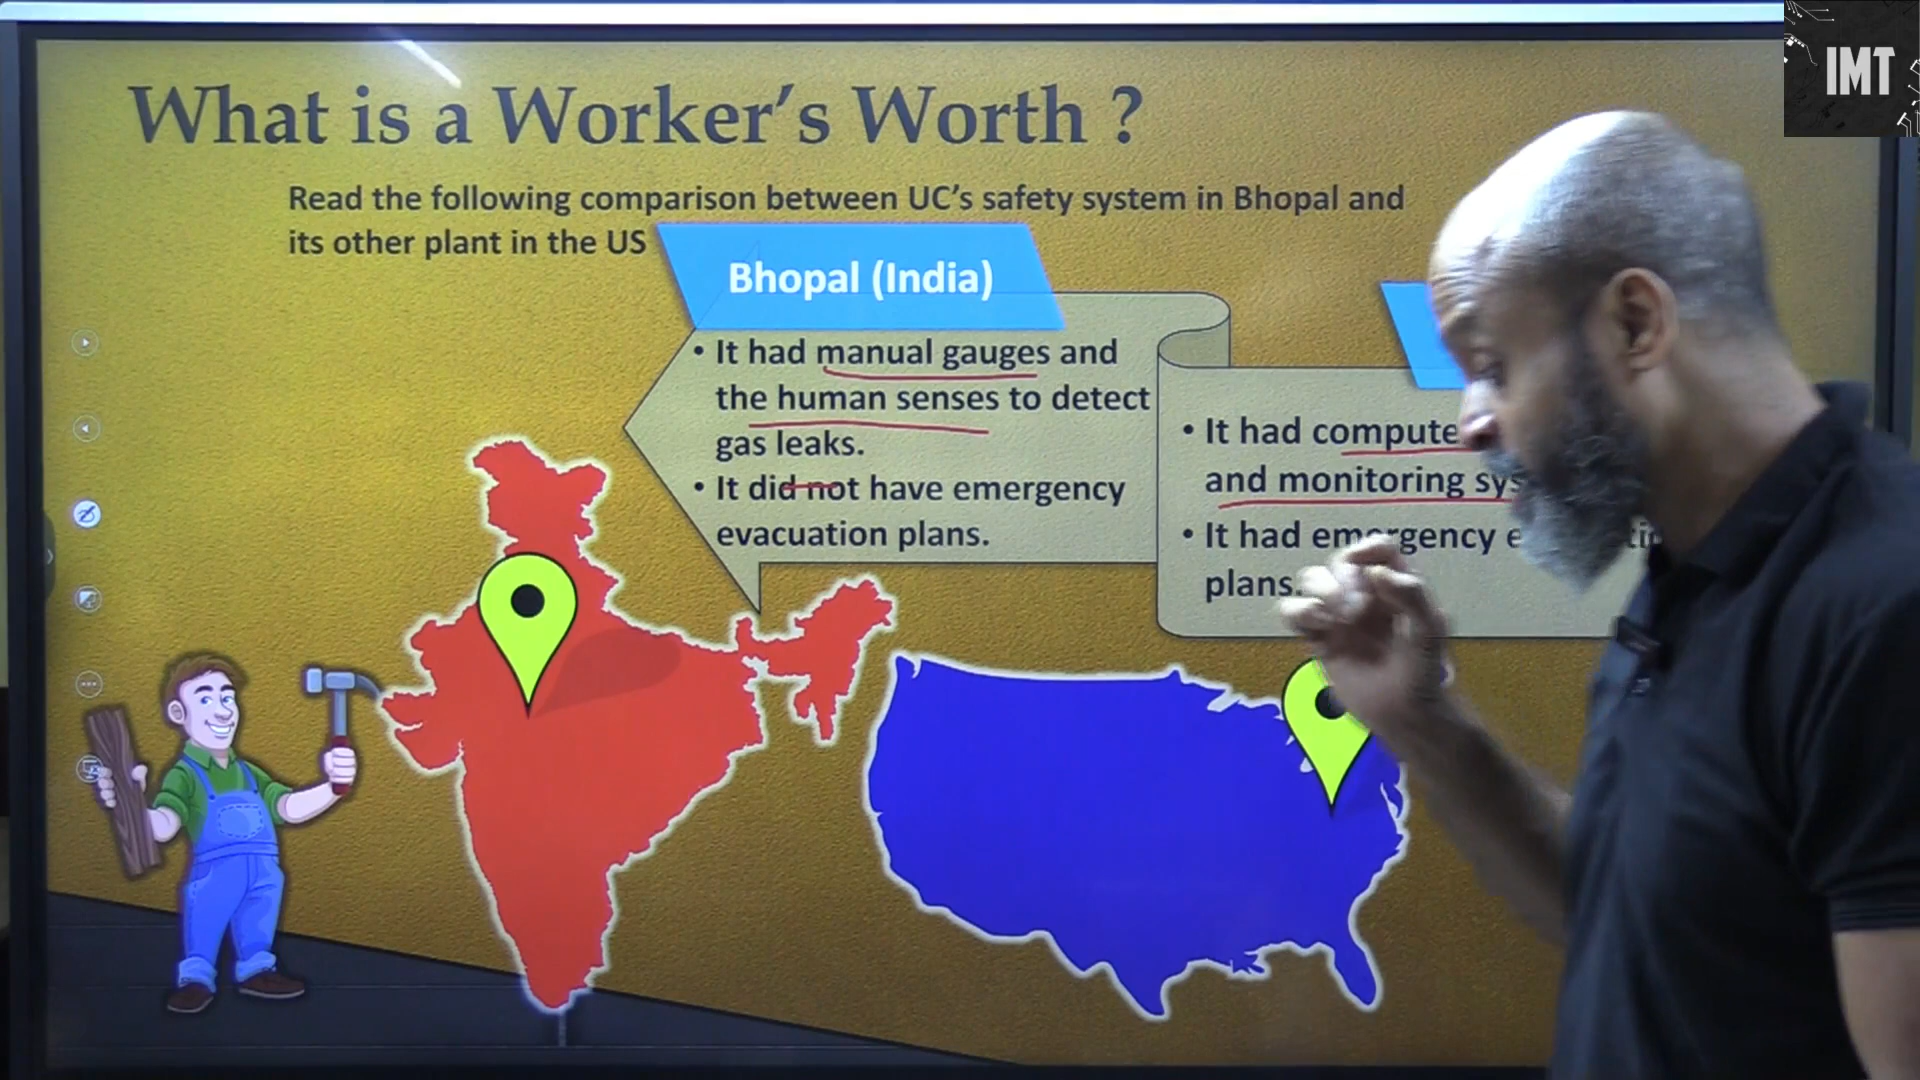 IMT
What is a Worker's Worth ?
Read the following comparison between UC's safety system in Bhopal and
its other plant in the US
Bhopal (India)
• It had manual gauges and
the human senses to detect
gas leaks.
• It did not have emergency
evacuation plans.
• It had
and monitoring
• It had emergency
plans.